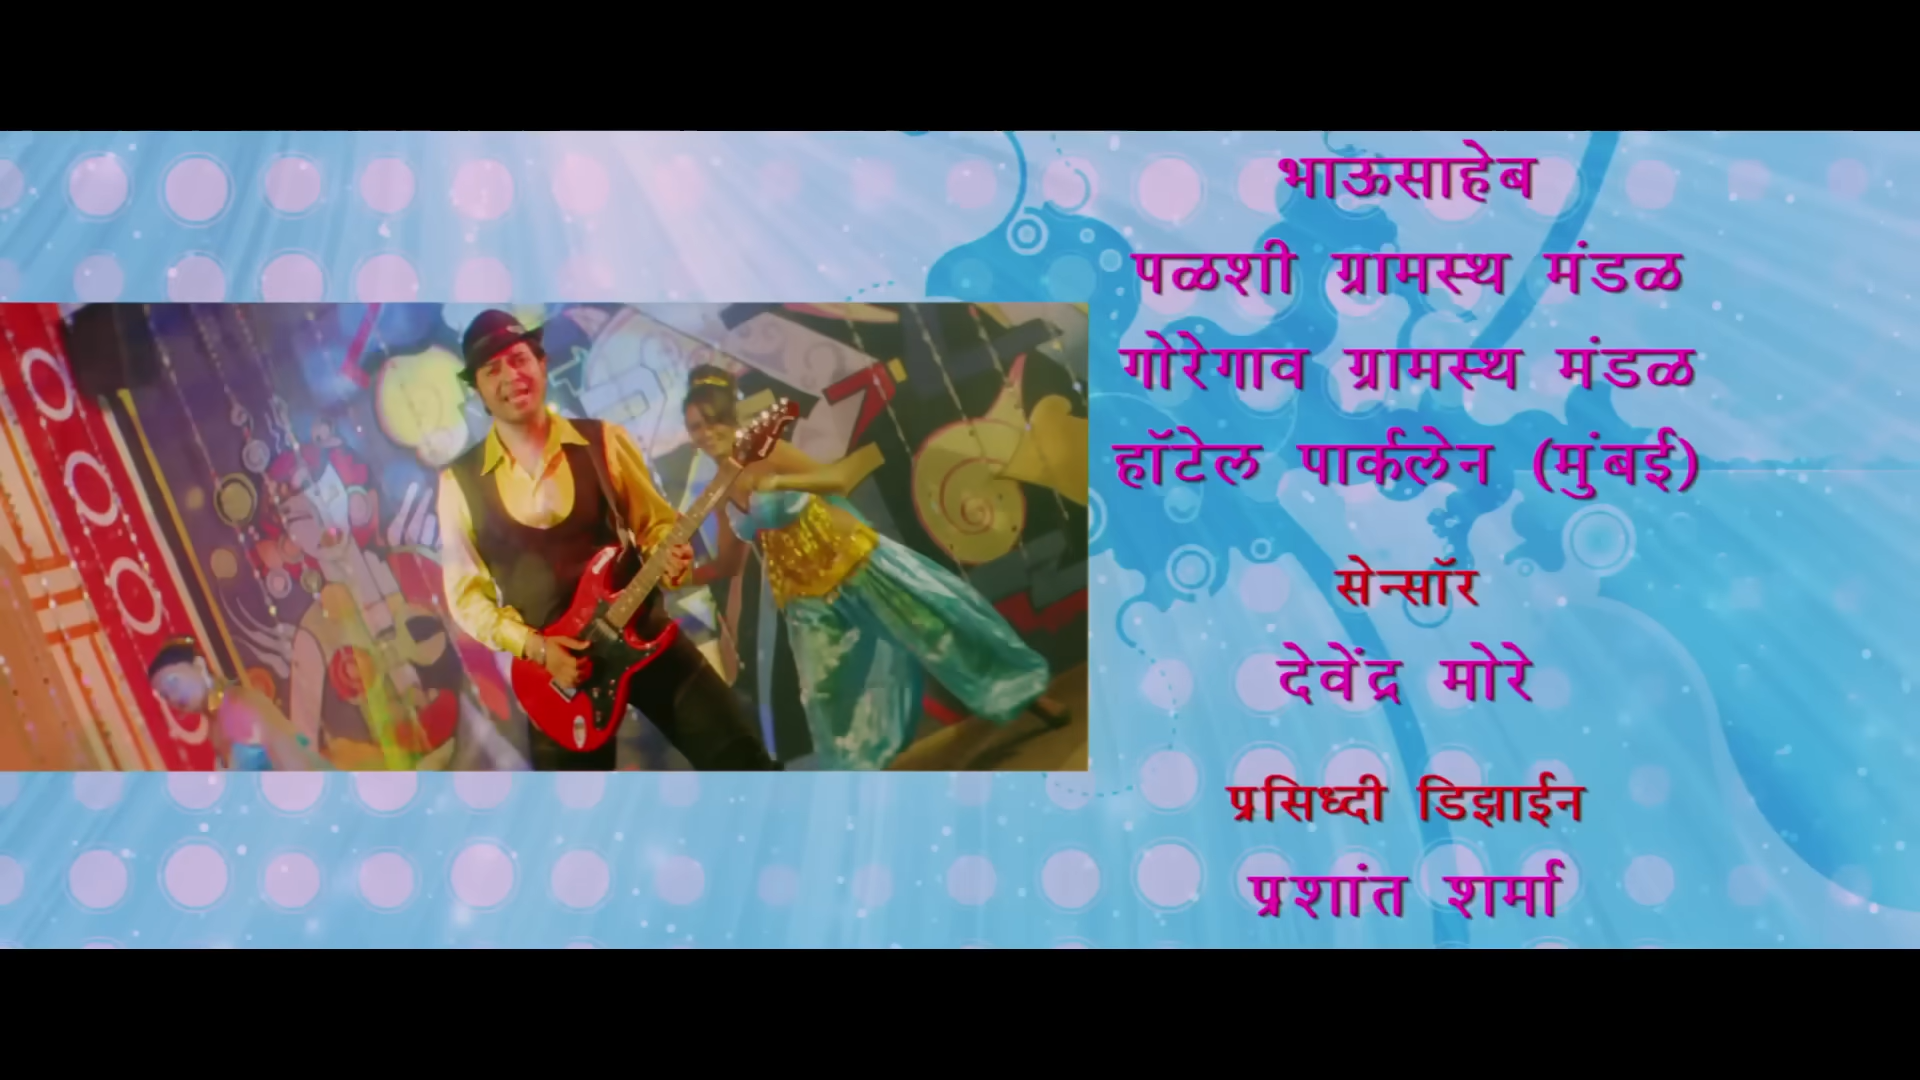 भाऊसाहेब
पळशी ग्रामस्थ मंडळ
गोरेगाव ग्रामस्थ मंडळ
हॉटेल पार्कलेन (मुंबई)
सेन्सॉर
देवेंद्र मोरे
प्रसिध्दी डिझाईन
प्रशांत शर्मा